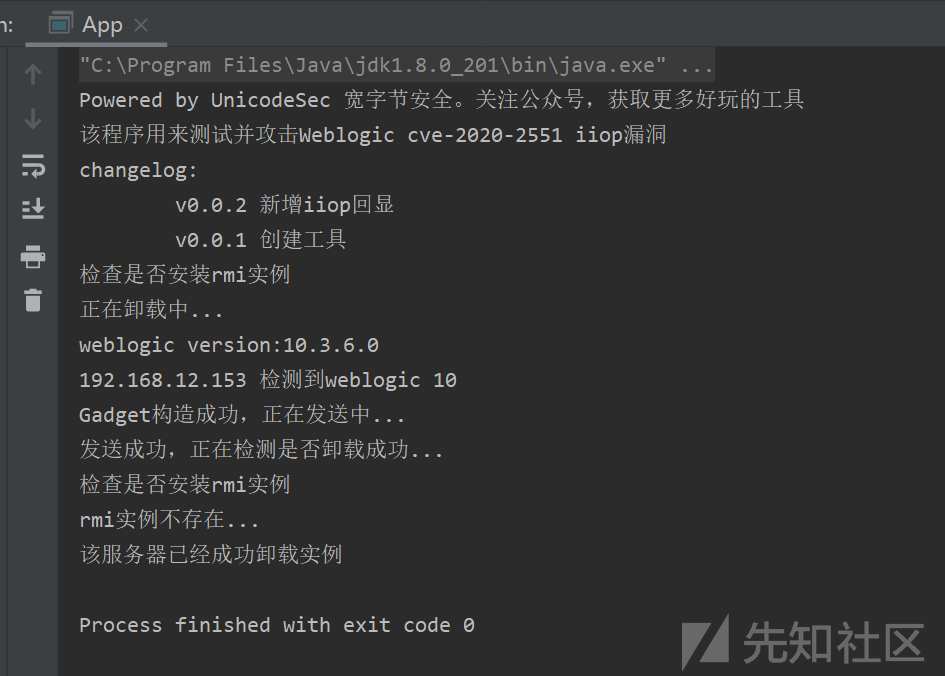 n:
App
"C:\Program Files\Java\jdk1.8.0_201\bin\java.exe" ...
Powered by UnicodeSec 宽字节安全。关注公众号，获取更多好玩的工具
该程序用来测试并攻击Weblogic cve-2020-2551 iiop漏洞
changelog:
v0.0.2 新增iiop回显
v0.0.1 创建工具
检查是否安装rmi实例
正在卸载中...
weblogic version:10.3.6.0
192.168.12.153 检测到weblogic 10
Gadget构造成功，正在发送中...
发送成功，正在检测是否卸载成功...
检查是否安装rmi实例
rmi实例不存在...
该服务器已经成功卸载实例
Process finished with exit code 0
先知社区